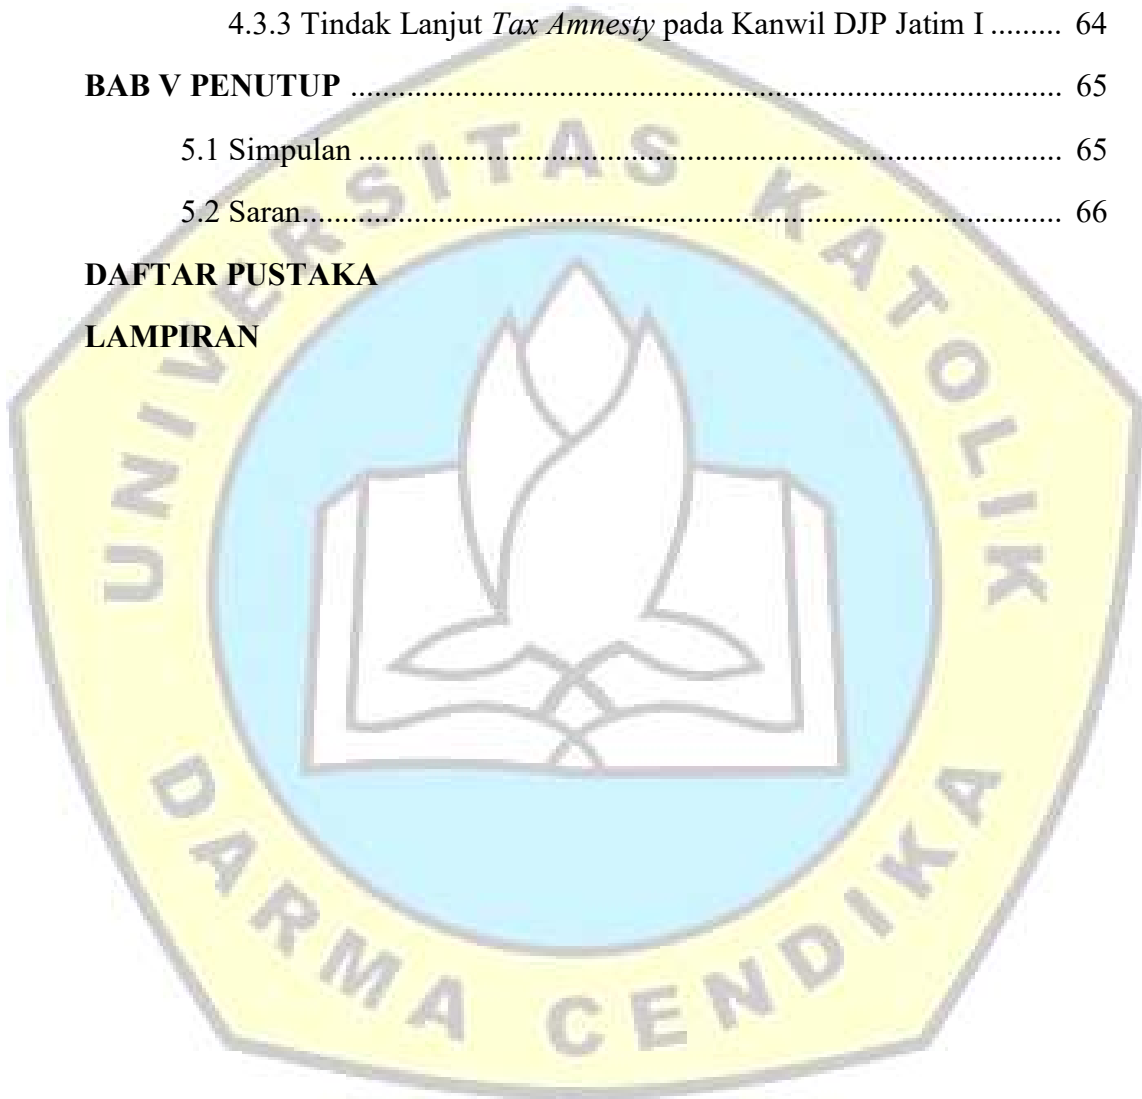 4.3.3 Tindak Lanjut Tax Amnesty pada Kanwil DJP Jatim I ......... 64
BAB V PENUTUP .......................................................................................... 65
5.1 Simpulan ......................................................................................... 65
5.2 Saran................................................................................................ 66
DAFTAR PUSTAKA
LAMPIRAN
UNIVERSITAS KATOLIK
DARMA CENDIKA